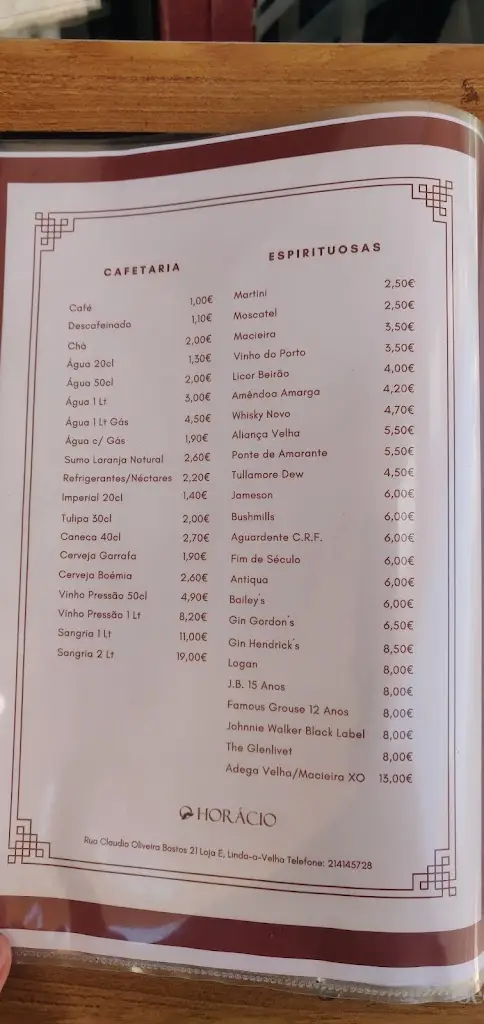 CAFETARIA
Café 1,00€
Descafeinado 1,10€
Chá 2,00€
Água 20cl 1,30€
Água 50cl 2,00€
Água 1 Lt 3,00€
Água 1 Lt Gás 4,50€
Água c/ Gás 1,90€
Sumo Laranja Natural 2,60€
Refrigerantes/Néctares 2,20€
Imperial 20cl 1,40€
Tulipa 30cl 2,00€
Caneca 40cl 2,70€
Cerveja Garrafa 1,90€
Cerveja Boémia 2,60€
Vinho Pressão 50cl 4,90€
Vinho Pressão 1 Lt 8,20€
Sangria 1 Lt 11,00€
Sangria 2 Lt 19,00€
ESPIRITUOSAS
Martini 2,50€
Moscatel 2,50€
Macieira 3,50€
Vinho do Porto 3,50€
Licor Beirão 4,00€
Amêndoa Amarga 4,20€
Whisky Novo 4,70€
Aliança Velha 5,50€
Ponte de Amarante 5,50€
Tullamore Dew 4,50€
Jameson 6,00€
Bushmills 6,00€
Aguardente C.R.F. 6,00€
Fim de Século 6,00€
Antiqua 6,00€
Bailey's 6,00€
Gin Gordon's 6,50€
Gin Hendrick's 8,50€
Logan 8,00€
J.B. 15 Anos 8,00€
Famous Grouse 12 Anos 8,00€
Johnnie Walker Black Label 8,00€
The Glenlivet 8,00€
Adega Velha/Macieira XO 13,00€
HORÁCIO
Rua Claudio Oliveira Bastos 21 Loja E, Linda-a-Velha Telefone: 214145728